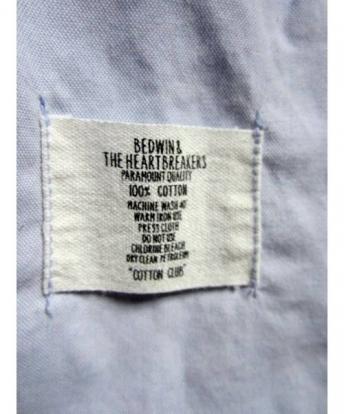 BEDWIN &
THE HEARTBREAKERS
PARAMOUNT QUALITY
100% COTTON
MACHINE WASH 40°
WARM IRON USE
PRESS CLOTH
DO NOT USE
CHLORINE BLEACH
DRY CLEAN PETROLEUM
"COTTON CLUB"